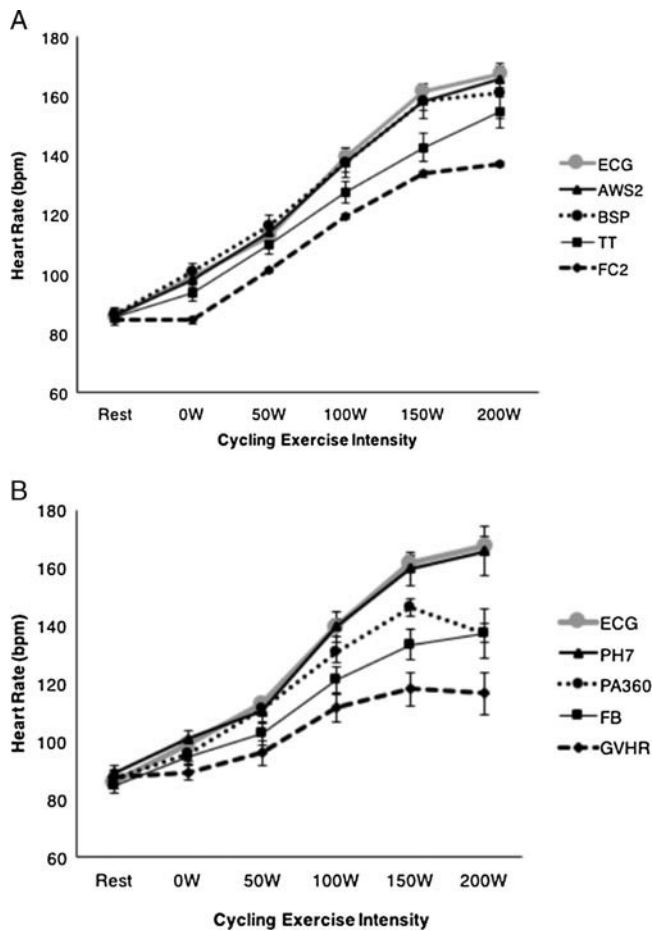 A
180
160
140
120
100
80
60
Heart Rate (bpm)
Rest 0W 50W 100W 150W 200W
Cycling Exercise Intensity
ECG
AWS2
BSP
TT
FC2
B
180
160
140
120
100
80
60
Heart Rate (bpm)
Rest 0W 50W 100W 150W 200W
Cycling Exercise Intensity
ECG
PH7
PA360
FB
GVHR